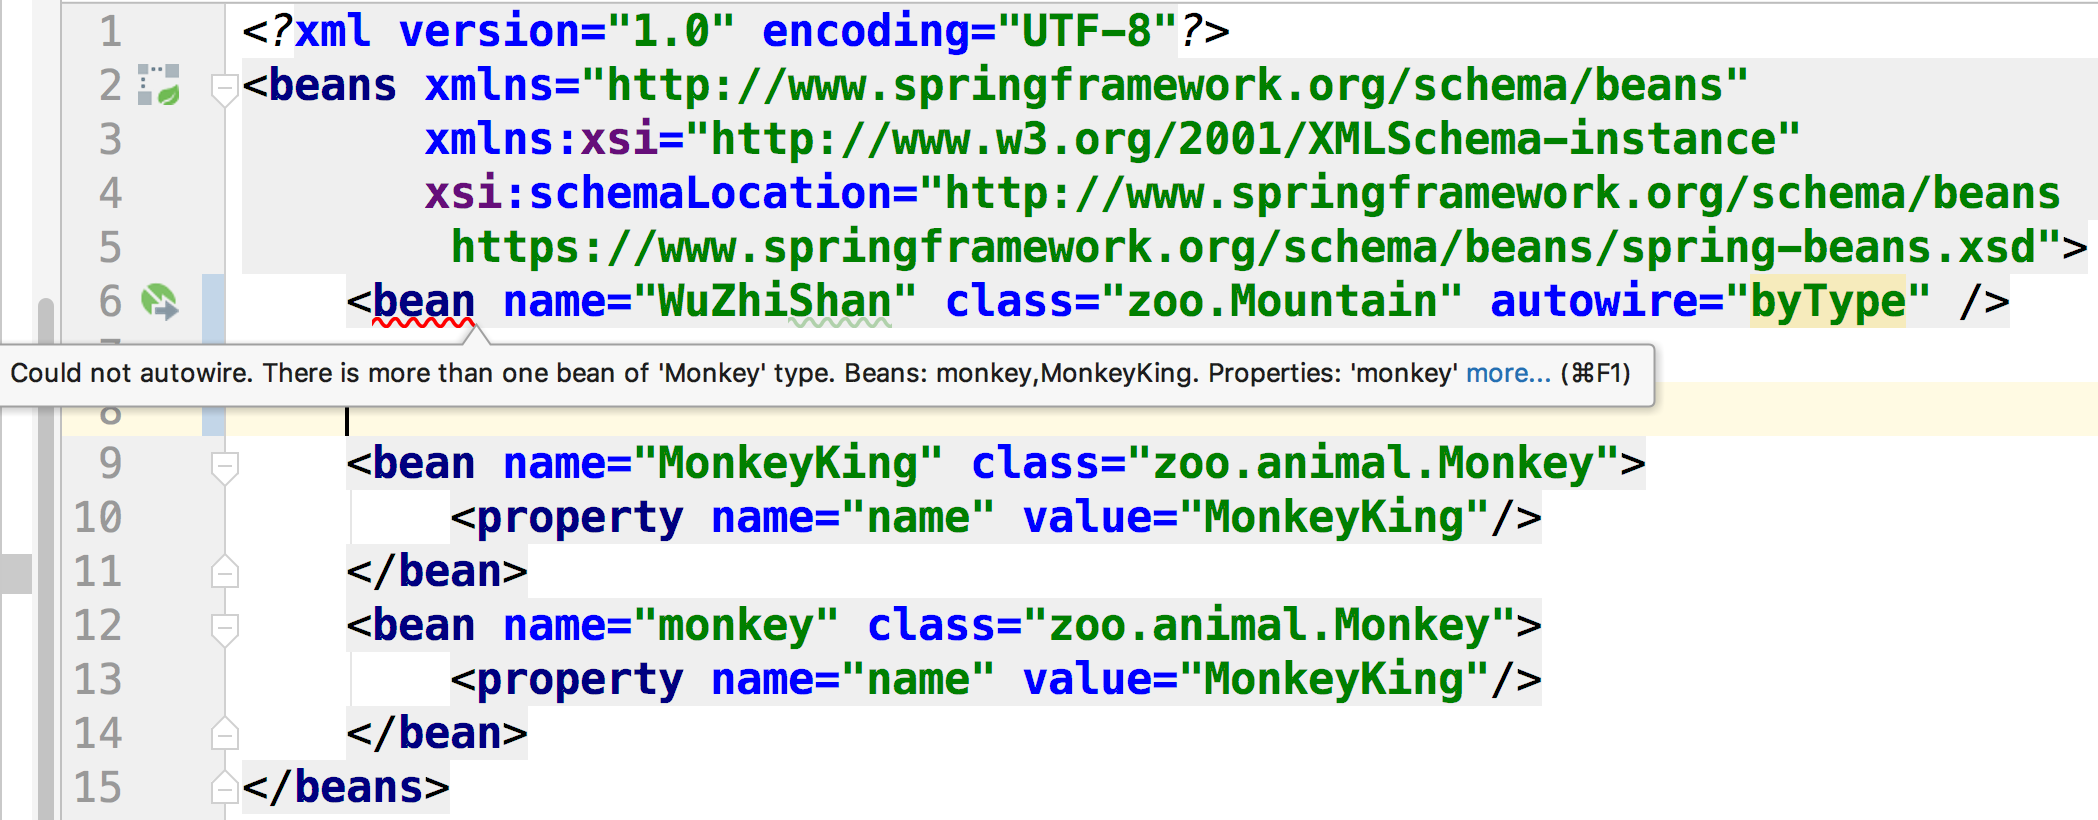 1 <?xml version="1.0" encoding="UTF-8"?>
2 <beans xmlns="http://www.springframework.org/schema/beans"
3 xmlns:xsi="http://www.w3.org/2001/XMLSchema-instance"
4 xsi:schemaLocation="http://www.springframework.org/schema/beans
5 https://www.springframework.org/schema/beans/spring-beans.xsd">
6 <bean name="WuZhiShan" class="zoo.Mountain" autowire="byType" />
Could not autowire. There is more than one bean of 'Monkey' type. Beans: monkey,MonkeyKing. Properties: 'monkey' more... (⌘F1)
8
9 <bean name="MonkeyKing" class="zoo.animal.Monkey">
10 <property name="name" value="MonkeyKing"/>
11 </bean>
12 <bean name="monkey" class="zoo.animal.Monkey">
13 <property name="name" value="MonkeyKing"/>
14 </bean>
15 </beans>